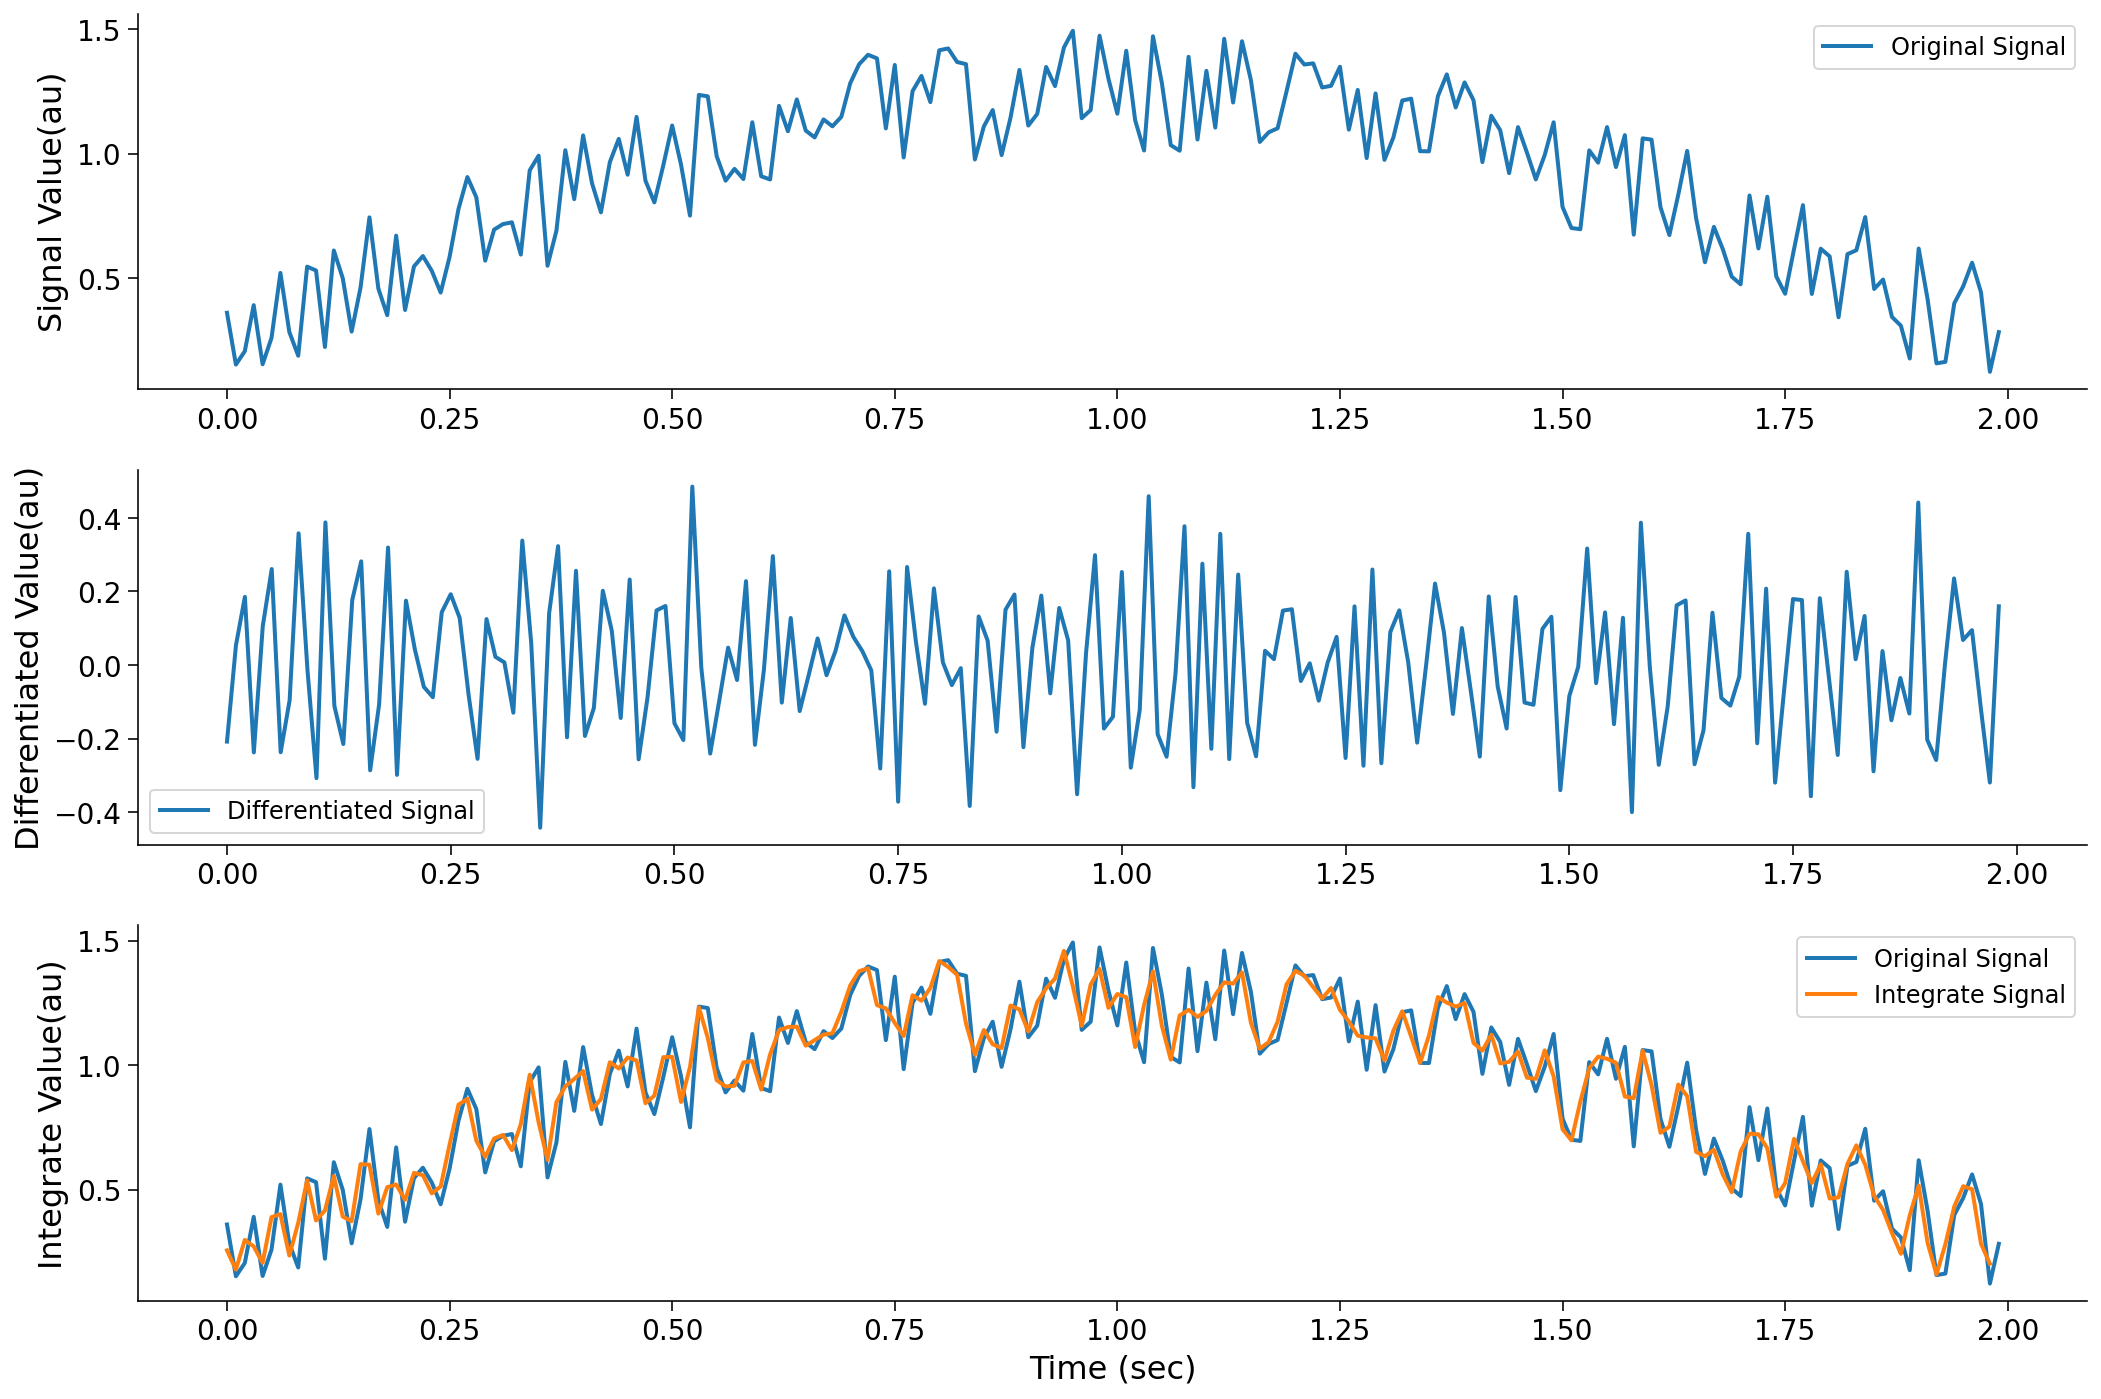 Signal Value(au)
1.5
1.0
0.5
Original Signal
0.00 0.25 0.50 0.75 1.00 1.25 1.50 1.75 2.00
Differentiated Value(au)
0.4
0.2
0.0
−0.2
−0.4
Differentiated Signal
0.00 0.25 0.50 0.75 1.00 1.25 1.50 1.75 2.00
Integrate Value(au)
1.5
1.0
0.5
Original Signal
Integrate Signal
0.00 0.25 0.50 0.75 1.00 1.25 1.50 1.75 2.00
Time (sec)